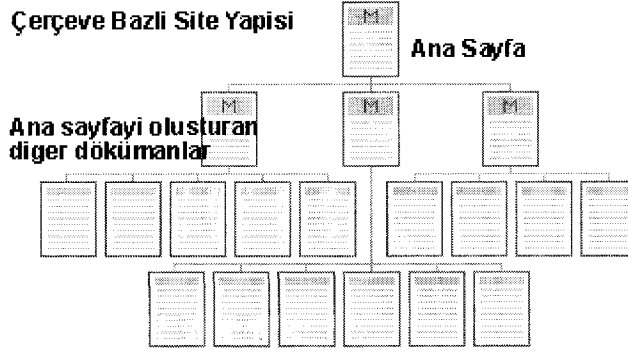 Çerçeve Bazli Site Yapisi
M
Ana Sayfa
M
M
M
Ana sayfayi olusturan
diger dökümanlar